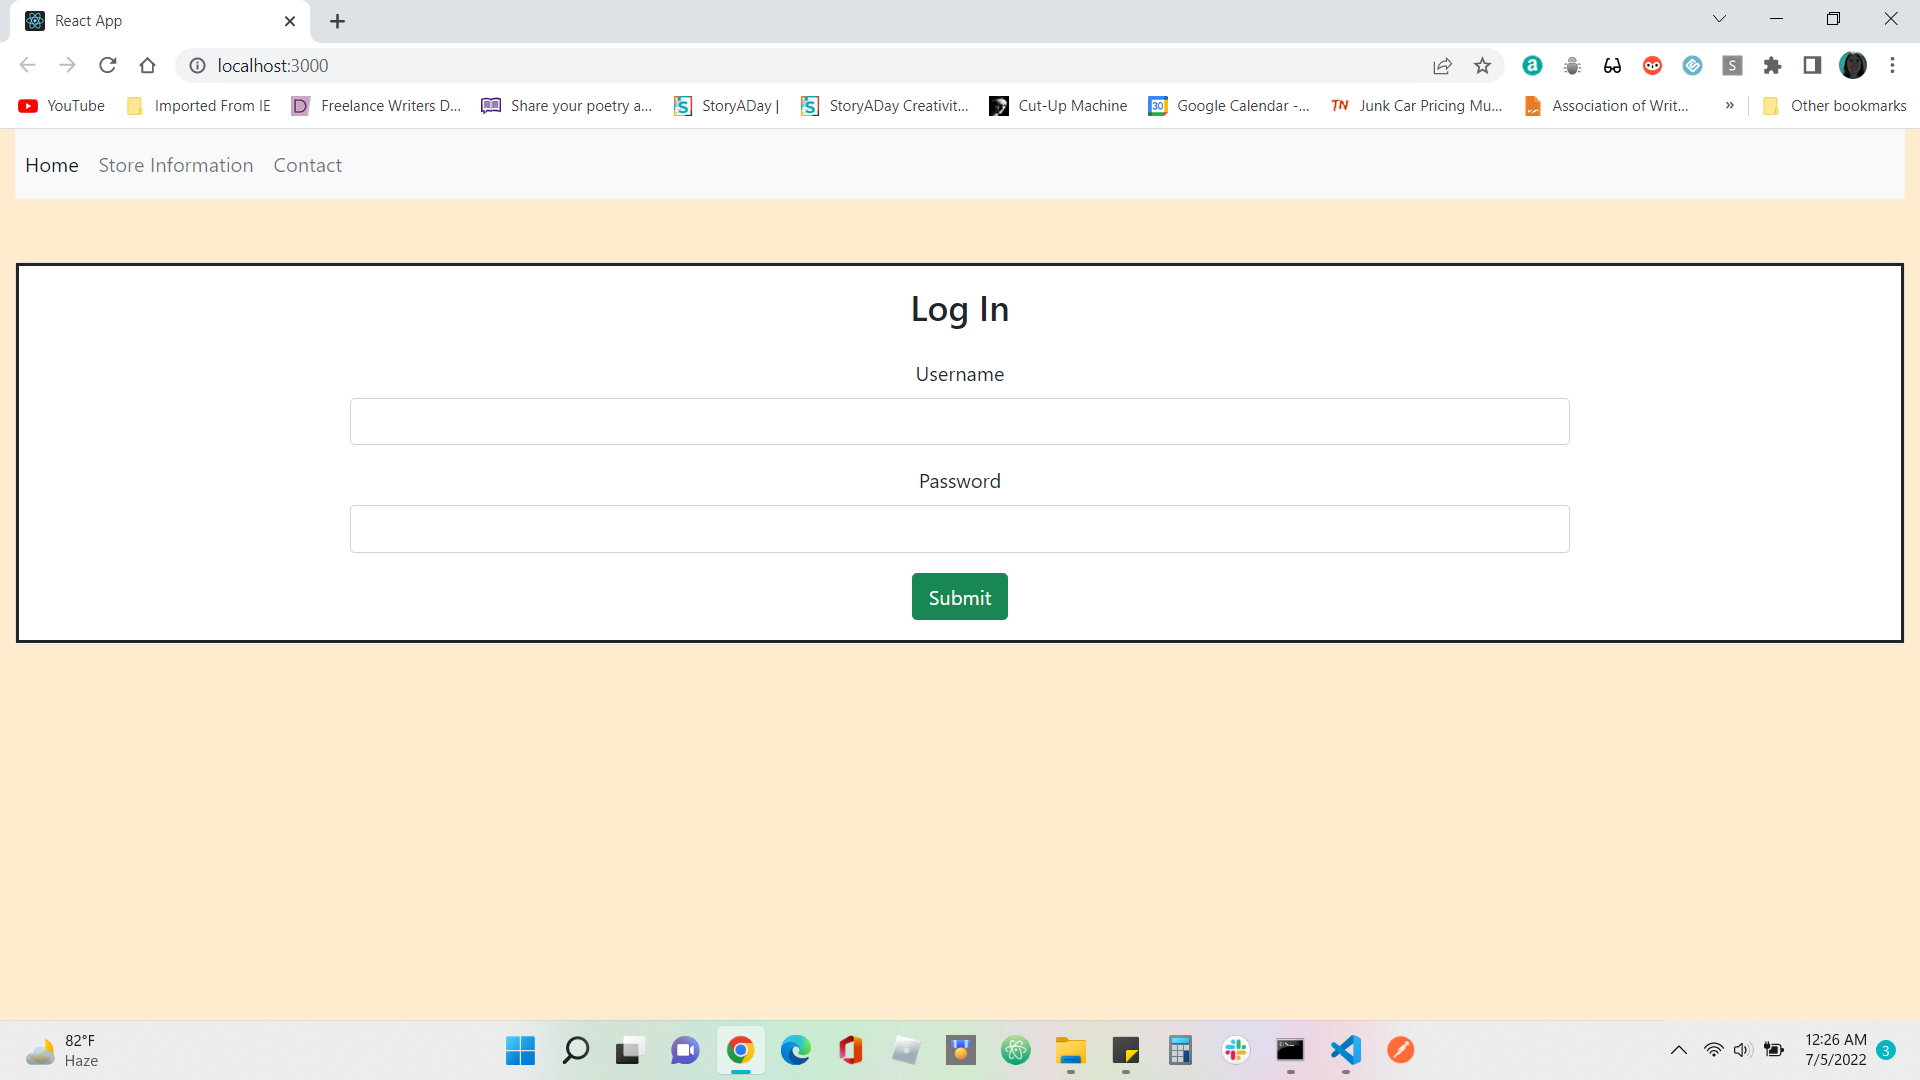 React App
localhost:3000
YouTube Imported From IE Freelance Writers D... Share your poetry a... StoryADay | StoryADay Creativit... Cut-Up Machine Google Calendar -... Junk Car Pricing Mu... Association of Writ... » Other bookmarks
Home Store Information Contact
Log In
Username
Password
Submit
82°F
Haze
12:26 AM
7/5/2022
3